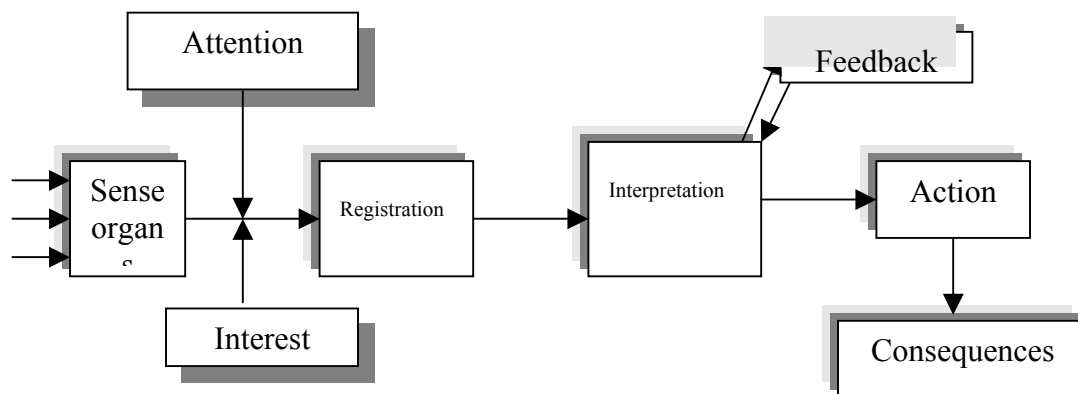 Attention
Feedback
Sense
organ
s
Registration
Interpretation
Action
Interest
Consequences